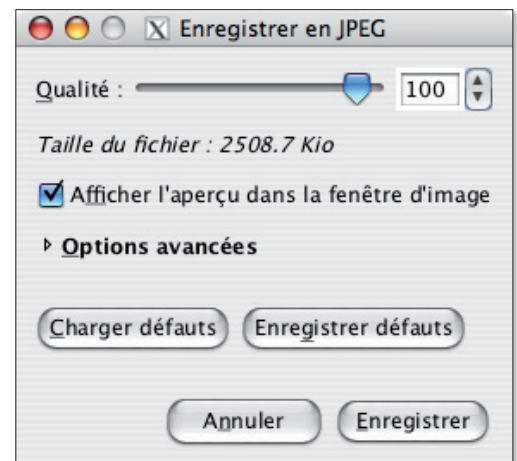 Enregistrer en JPEG
Qualité : 100
Taille du fichier : 2508.7 Kio
Afficher l'aperçu dans la fenêtre d'image
Options avancées
Charger défauts Enregistrer défauts
Annuler Enregistrer